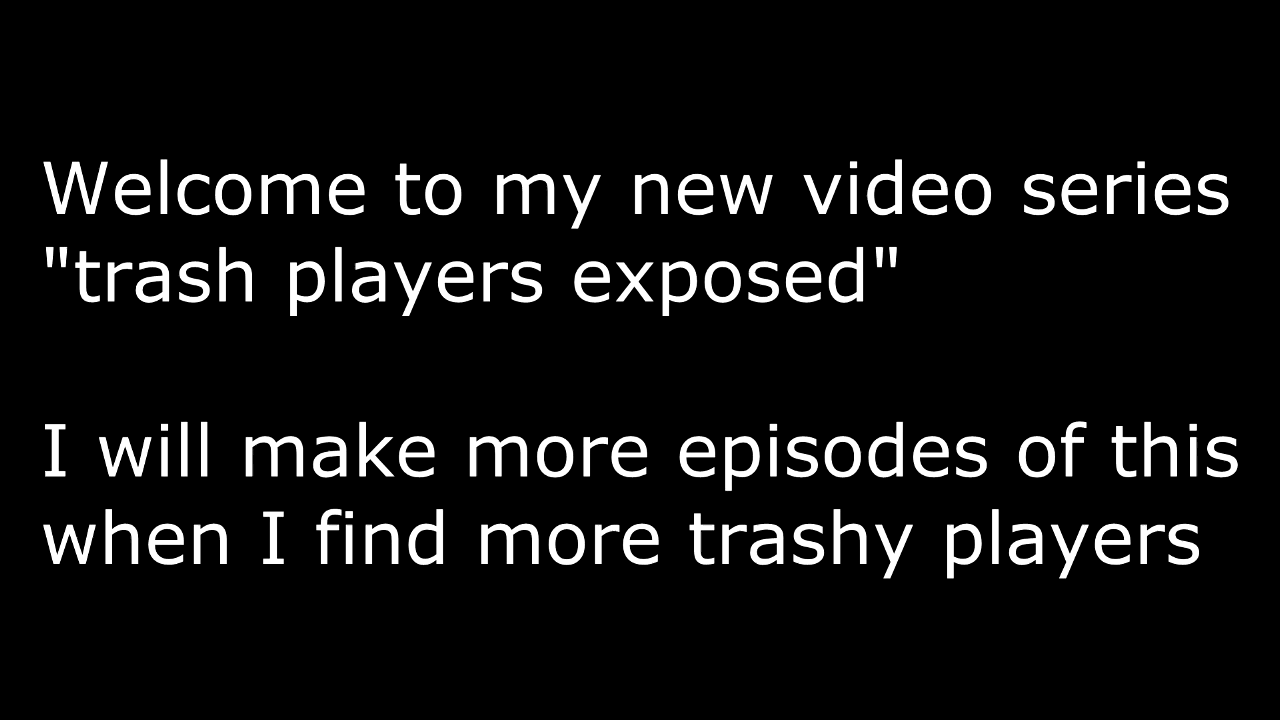 Welcome to my new video series
"trash players exposed"
I will make more episodes of this
when I find more trashy players